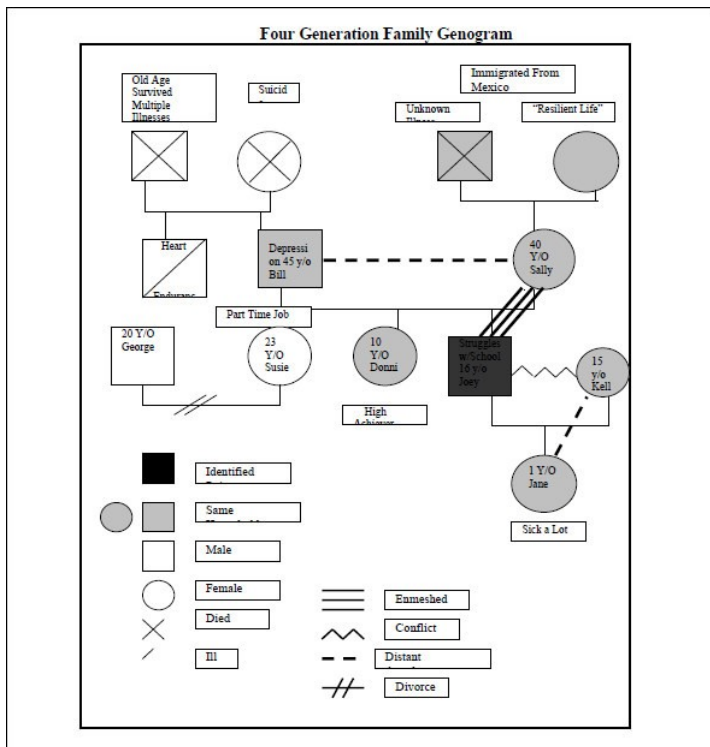 Four Generation Family Genogram
Old Age
Survived
Multiple
Illnesses
Suicid
Immigrated From
Mexico
Unknown
"Resilient Life"
Heart
Depressi
on 45 y/o
Bill
40
Y/O
Sally
Part Time Job
20 Y/O
George
23
Y/O
Susie
10
Y/O
Donni
Struggles
w/School
16 y/o
Joey
15
y/o
Kell
High
1 Y/O
Jane
Sick a Lot
Identified
Same
Male
Female
Died
Ill
Enmeshed
Conflict
Distant
Divorce